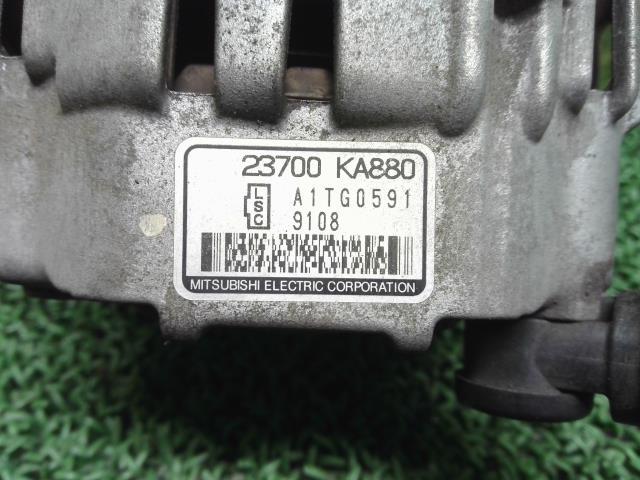 23700 KA880
LSC A1TG0591
9108
MITSUBISHI ELECTRIC CORPORATION